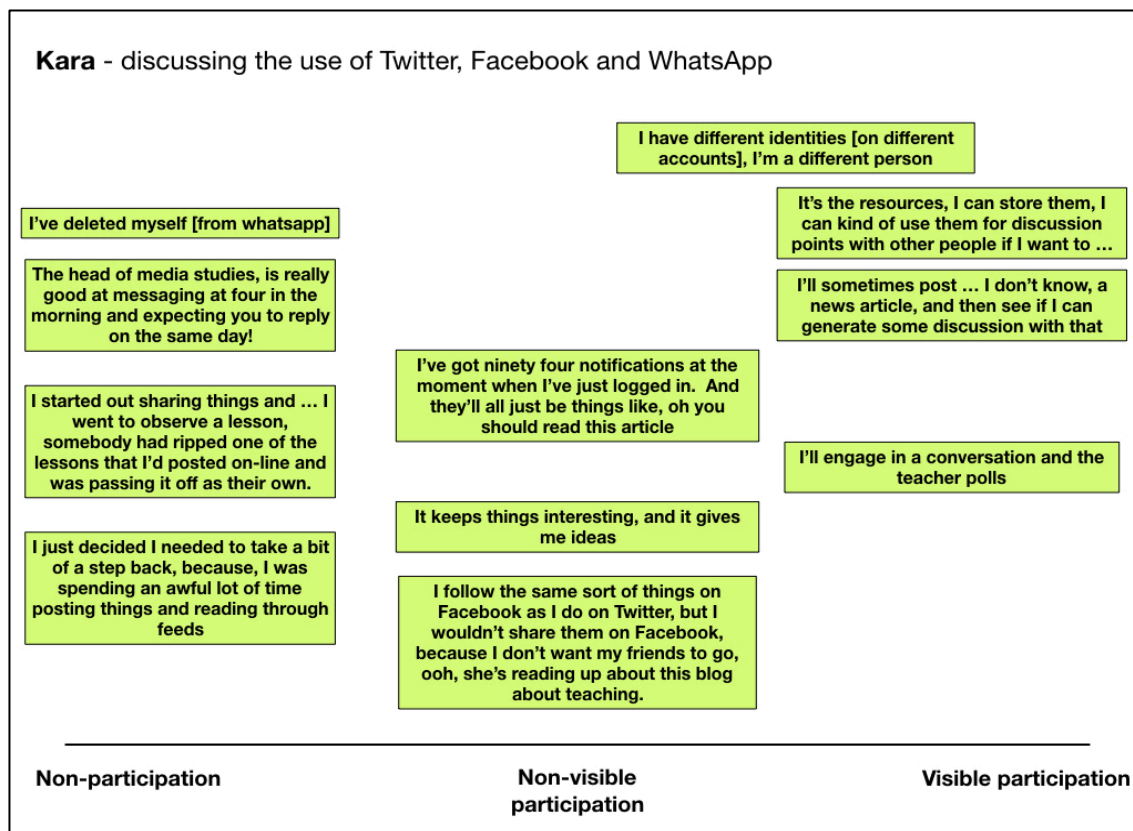 Kara - discussing the use of Twitter, Facebook and WhatsApp
I have different identities [on different
accounts], I'm a different person
I've deleted myself [from whatsapp]
The head of media studies, is really
good at messaging at four in the
morning and expecting you to reply
on the same day!
I started out sharing things and … I
went to observe a lesson,
somebody had ripped one of the
lessons that I'd posted on-line and
was passing it off as their own.
I just decided I needed to take a bit
of a step back, because, I was
spending an awful lot of time
posting things and reading through
feeds
I've got ninety four notifications at the
moment when I've just logged in.  And
they'll all just be things like, oh you
should read this article
It keeps things interesting, and it gives
me ideas
I follow the same sort of things on
Facebook as I do on Twitter, but I
wouldn't share them on Facebook,
because I don't want my friends to go,
ooh, she's reading up about this blog
about teaching.
It's the resources, I can store them, I
can kind of use them for discussion
points with other people if I want to …
I'll sometimes post … I don't know, a
news article, and then see if I can
generate some discussion with that
I'll engage in a conversation and the
teacher polls
Non-participation
Non-visible
participation
Visible participation